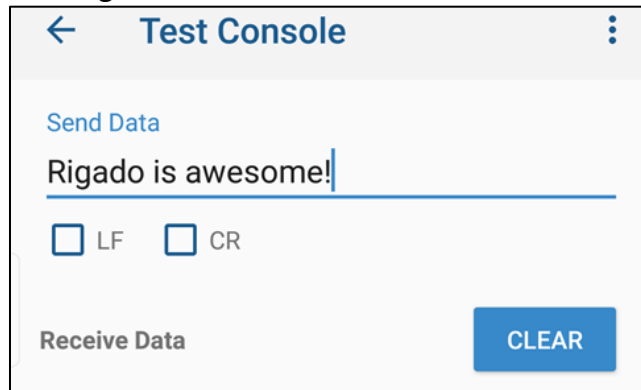 Test Console
Send Data
Rigado is awesome!
LF CR
Receive Data CLEAR